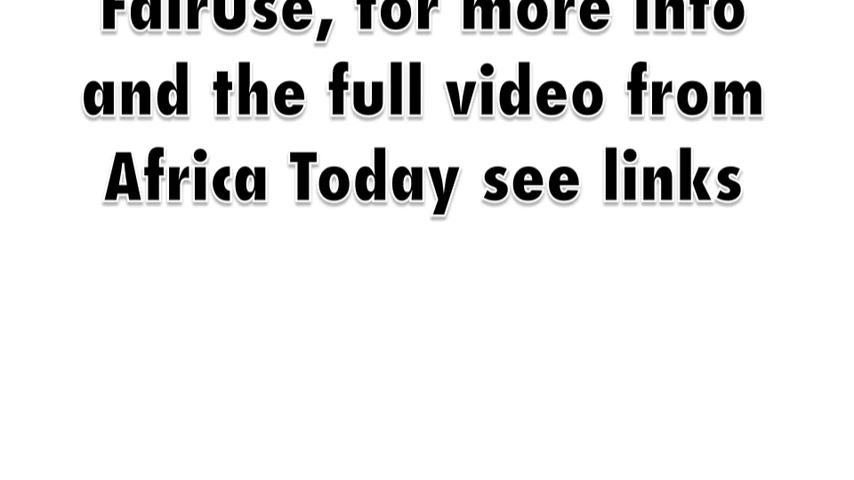 FairUse, for more info
and the full video from
Africa Today see links